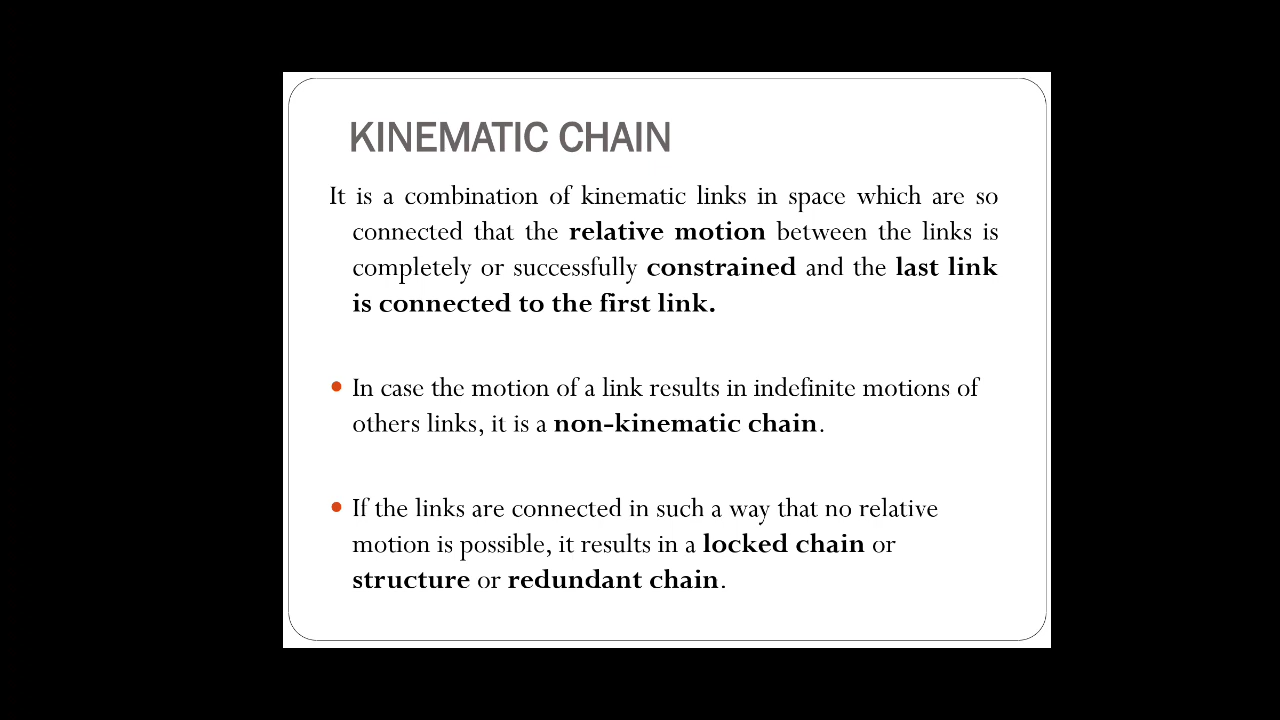 KINEMATIC CHAIN
It is a combination of kinematic links in space which are so
connected that the relative motion between the links is
completely or successfully constrained and the last link
is connected to the first link.
• In case the motion of a link results in indefinite motions of
others links, it is a non-kinematic chain.
• If the links are connected in such a way that no relative
motion is possible, it results in a locked chain or
structure or redundant chain.